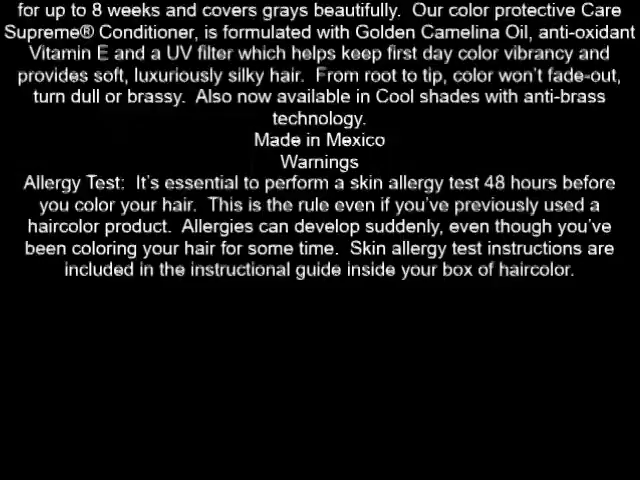 for up to 8 weeks and covers grays beautifully.  Our color protective Care
Supreme® Conditioner, is formulated with Golden Camelina Oil, anti-oxidant
Vitamin E and a UV filter which helps keep first day color vibrancy and
provides soft, luxuriously silky hair.  From root to tip, color won't fade-out,
turn dull or brassy.  Also now available in Cool shades with anti-brass
technology.
Made in Mexico
Warnings
Allergy Test:  It's essential to perform a skin allergy test 48 hours before
you color your hair.  This is the rule even if you've previously used a
haircolor product.  Allergies can develop suddenly, even though you've
been coloring your hair for some time.  Skin allergy test instructions are
included in the instructional guide inside your box of haircolor.